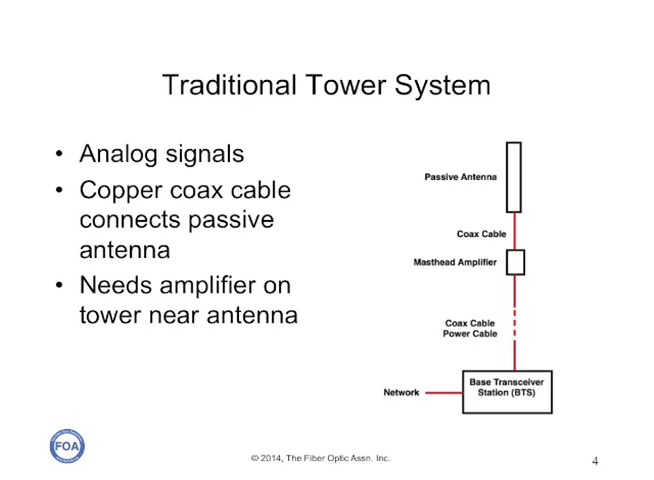 Traditional Tower System
• Analog signals
• Copper coax cable
connects passive
antenna
• Needs amplifier on
tower near antenna
Passive Antenna
Coax Cable
Masthead Amplifier
Coax Cable
Power Cable
Base Transceiver
Station (BTS)
Network
FOA
© 2014, The Fiber Optic Assn. Inc.
4